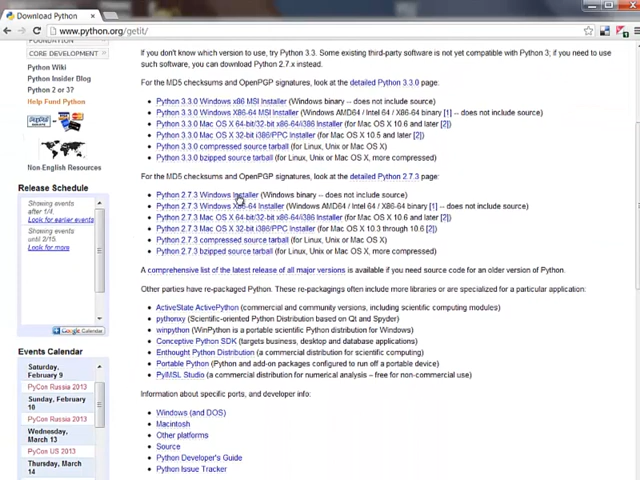 Download Python
www.python.org/getit/
FOUNDATION
CORE DEVELOPMENT
Python Wiki
Python Insider Blog
Python 2 or 3?
Help Fund Python
Non-English Resources
Release Schedule
Showing events after 1/4.
Look for earlier events
Showing events until 2/15.
Look for more
Google Calendar
Events Calendar
Saturday, February 9
PyCon Russia 2013
Sunday, February 10
PyCon Russia 2013
Wednesday, March 13
PyCon US 2013
Thursday, March 14
If you don't know which version to use, try Python 3.3. Some existing third-party software is not yet compatible with Python 3; if you need to use
such software, you can download Python 2.7.x instead.
For the MD5 checksums and OpenPGP signatures, look at the detailed Python 3.3.0 page:
Python 3.3.0 Windows x86 MSI Installer (Windows binary -- does not include source)
Python 3.3.0 Windows X86-64 MSI Installer (Windows AMD64 / Intel 64 / X86-64 binary [1] -- does not include source)
Python 3.3.0 Mac OS X 64-bit/32-bit x86-64/i386 Installer (for Mac OS X 10.6 and later [2])
Python 3.3.0 Mac OS X 32-bit i386/PPC Installer (for Mac OS X 10.5 and later [2])
Python 3.3.0 compressed source tarball (for Linux, Unix or Mac OS X)
Python 3.3.0 bzipped source tarball (for Linux, Unix or Mac OS X, more compressed)
For the MD5 checksums and OpenPGP signatures, look at the detailed Python 2.7.3 page:
Python 2.7.3 Windows Installer (Windows binary -- does not include source)
Python 2.7.3 Windows X86-64 Installer (Windows AMD64 / Intel 64 / X86-64 binary [1] -- does not include source)
Python 2.7.3 Mac OS X 64-bit/32-bit x86-64/i386 Installer (for Mac OS X 10.6 and later [2])
Python 2.7.3 Mac OS X 32-bit i386/PPC Installer (for Mac OS X 10.3 through 10.6 [2])
Python 2.7.3 compressed source tarball (for Linux, Unix or Mac OS X)
Python 2.7.3 bzipped source tarball (for Linux, Unix or Mac OS X, more compressed)
A comprehensive list of the latest release of all major versions is available if you need source code for an older version of Python.
Other parties have re-packaged Python. These re-packagings often include more libraries or are specialized for a particular application:
ActiveState ActivePython (commercial and community versions, including scientific computing modules)
pythonxy (Scientific-oriented Python Distribution based on Qt and Spyder)
winpython (WinPython is a portable scientific Python distribution for Windows)
Conceptive Python SDK (targets business, desktop and database applications)
Enthought Python Distribution (a commercial distribution for scientific computing)
Portable Python (Python and add-on packages configured to run off a portable device)
PyIMSL Studio (a commercial distribution for numerical analysis – free for non-commercial use)
Information about specific ports, and developer info:
Windows (and DOS)
Macintosh
Other platforms
Source
Python Developer's Guide
Python Issue Tracker